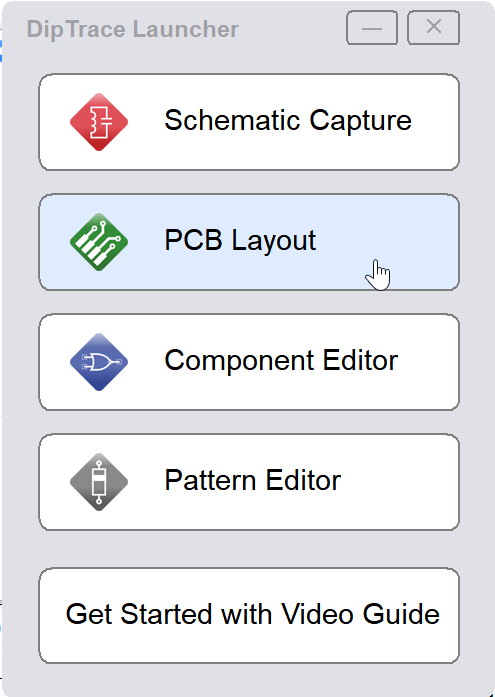 DipTrace Launcher
Schematic Capture
PCB Layout
Component Editor
Pattern Editor
Get Started with Video Guide